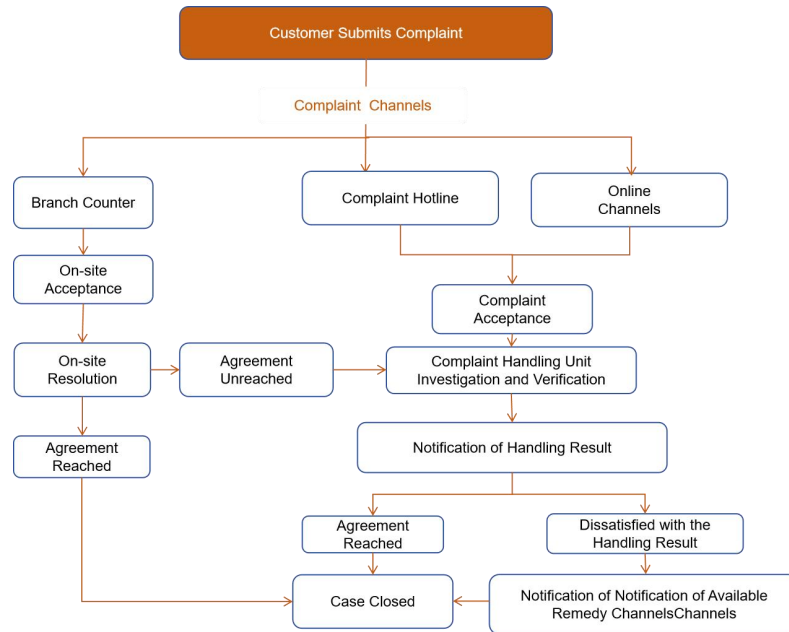 Customer Submits Complaint
Complaint Channels
Branch Counter
Complaint Hotline
Online
Channels
On-site
Acceptance
Complaint
Acceptance
On-site
Resolution
Agreement
Unreached
Complaint Handling Unit
Investigation and Verification
Agreement
Reached
Notification of Handling Result
Agreement
Reached
Dissatisfied with the
Handling Result
Case Closed
Notification of Notification of Available
Remedy ChannelsChannels